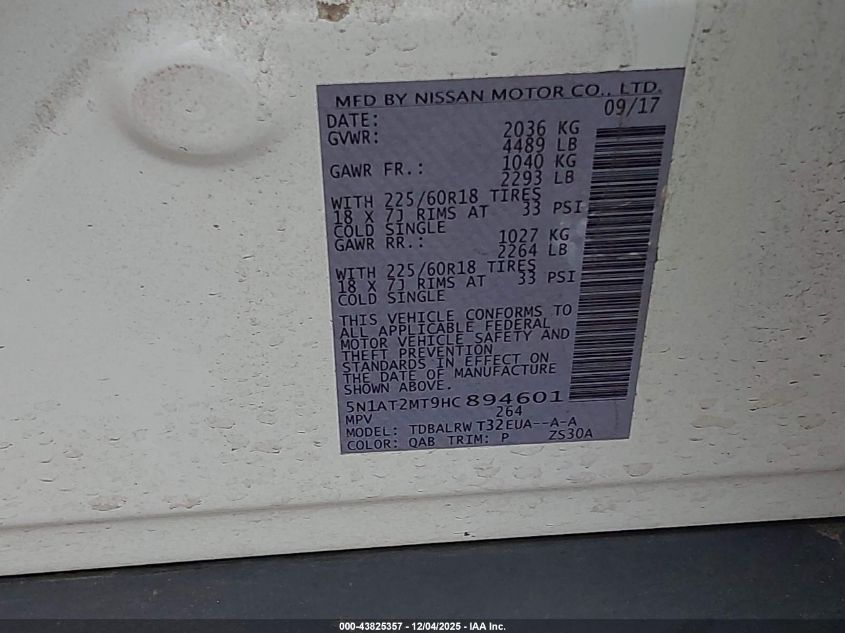 MFD BY NISSAN MOTOR CO., LTD.
DATE: 09/17
GVWR: 2036 KG
4489 LB
GAWR FR.: 1040 KG
2293 LB
WITH 225/60R18 TIRES
18 X 7J RIMS AT 33 PSI
COLD SINGLE
GAWR RR.: 1027 KG
2264 LB
WITH 225/60R18 TIRES
18 X 7J RIMS AT 33 PSI
COLD SINGLE
THIS VEHICLE CONFORMS TO
ALL APPLICABLE FEDERAL
MOTOR VEHICLE SAFETY AND
THEFT PREVENTION
STANDARDS IN EFFECT ON
THE DATE OF MANUFACTURE
SHOWN ABOVE.
5N1AT2MT9HC894601
MPV 264
MODEL: TDBALRWT32EUA--A-A
COLOR: QAB TRIM: P ZS30A
000-43825357 - 12/04/2025 - IAA Inc.